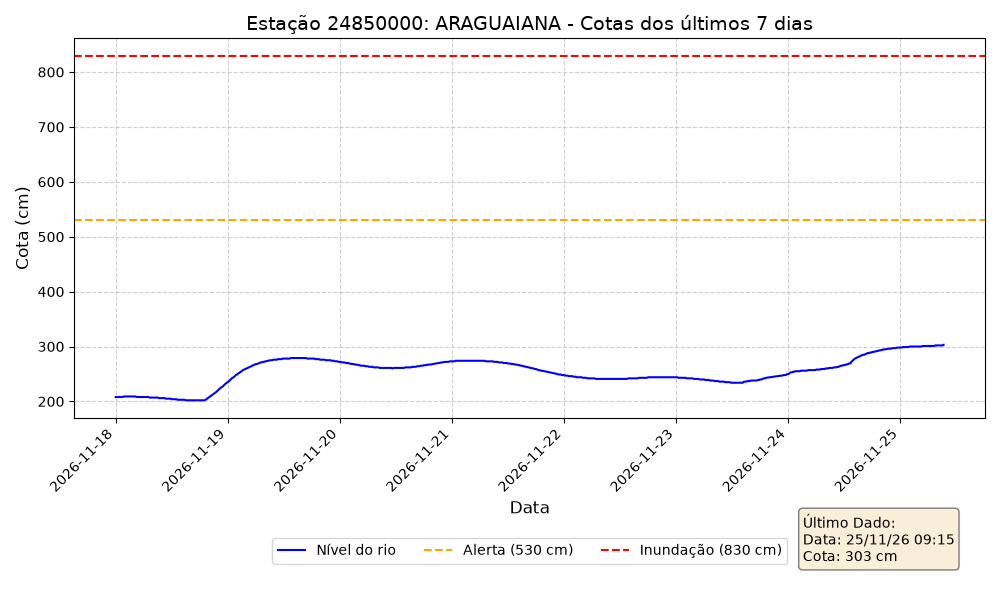 Estação 24850000: ARAGUAIANA - Cotas dos últimos 7 dias
Cota (cm)
800
700
600
500
400
300
200
2026-11-18
2026-11-19
2026-11-20
2026-11-21
2026-11-22
2026-11-23
2026-11-24
2026-11-25
Data
Nível do rio
Alerta (530 cm)
Inundação (830 cm)
Último Dado:
Data: 25/11/26 09:15
Cota: 303 cm